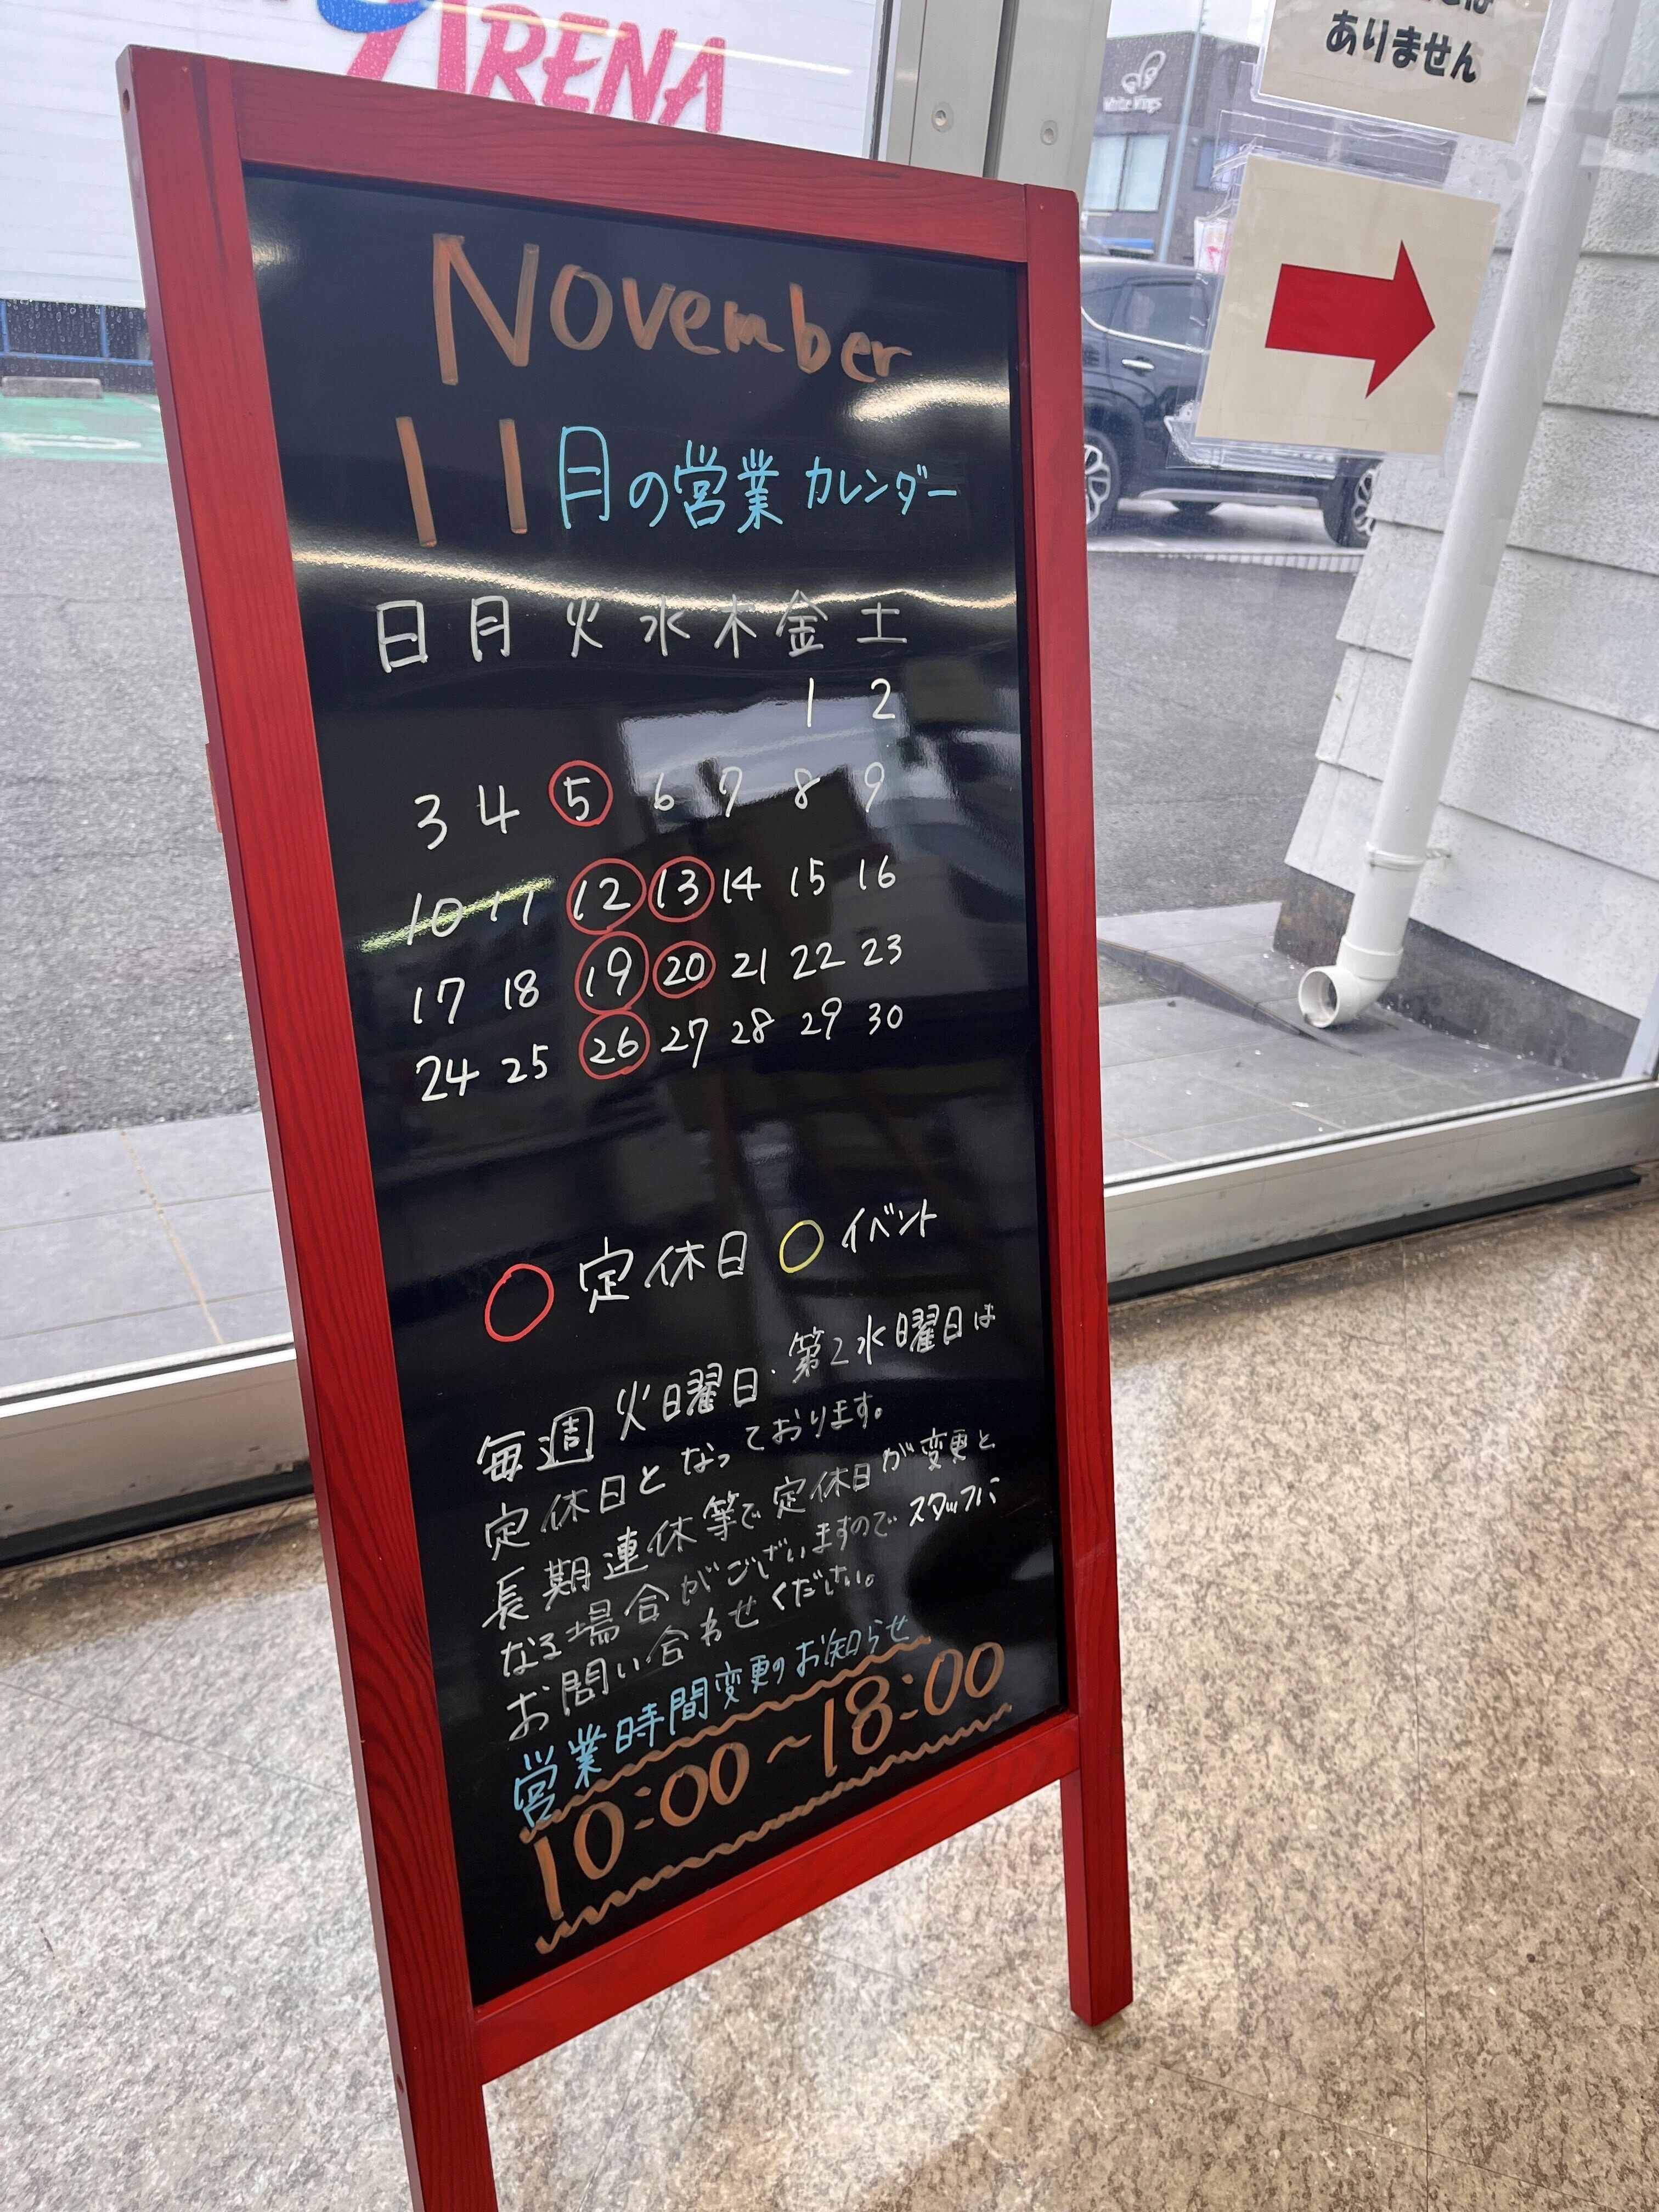 ARENA
White Wings
ありません
November
11月の営業カレンダー
日 月 火 水 木 金 土
1 2
3 4 5 6 7 8 9
10 11 12 13 14 15 16
17 18 19 20 21 22 23
24 25 26 27 28 29 30
定休日 イベント
毎週 火曜日・第2水曜日は
定休日となっております。
長期連休等で定休日が変更と
なる場合がございますのでスタッフに
お問い合わせください。
営業時間変更のお知らせ
10:00~18:00